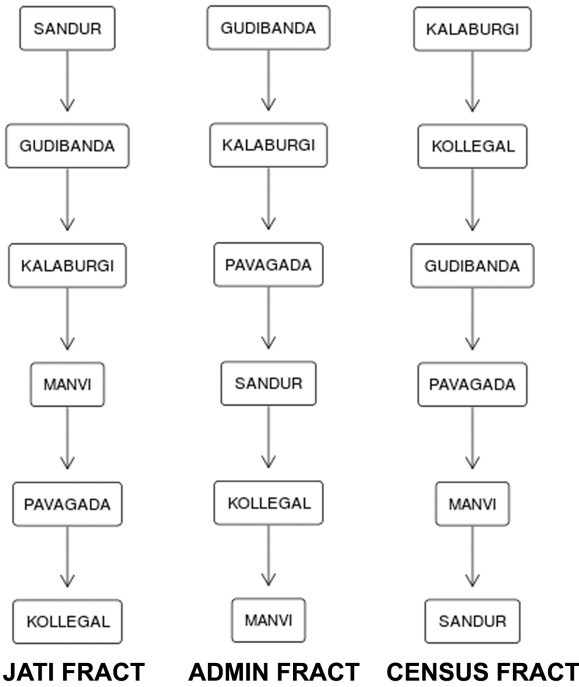 SANDUR
GUDIBANDA
KALABURGI
MANVI
PAVAGADA
KOLLEGAL
JATI FRACT
GUDIBANDA
KALABURGI
PAVAGADA
SANDUR
KOLLEGAL
MANVI
ADMIN FRACT
KALABURGI
KOLLEGAL
GUDIBANDA
PAVAGADA
MANVI
SANDUR
CENSUS FRACT